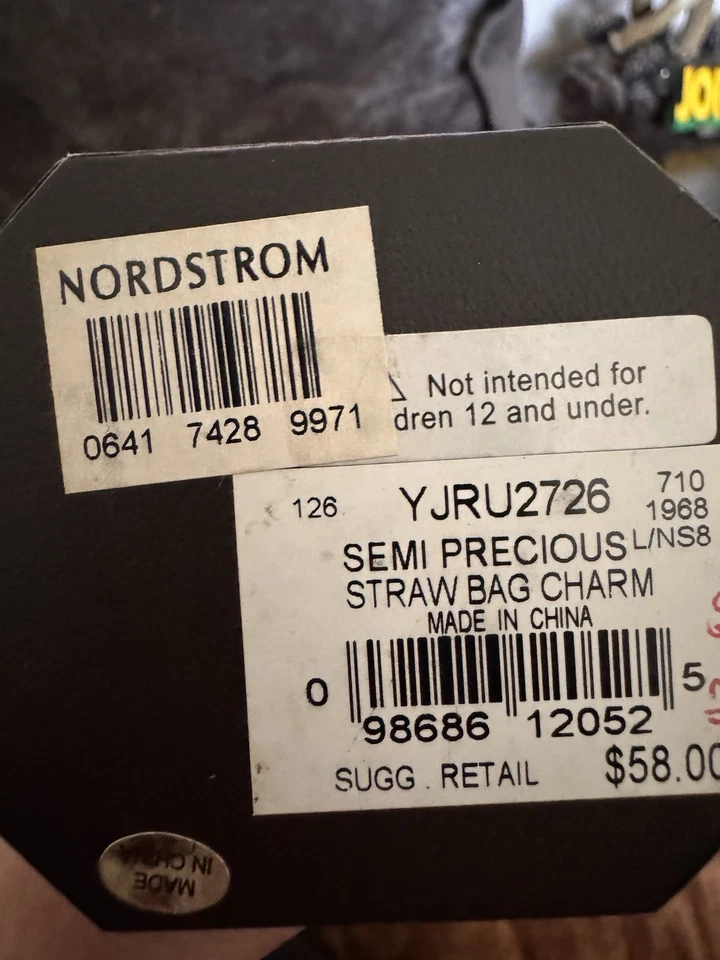 JO
NORDSTROM
0641 7428 9971
Not intended for
dren 12 and under.
126 YJRU2726 710
1968
SEMI PRECIOUS L/NS8
STRAW BAG CHARM
MADE IN CHINA
0 98686 12052 5
SUGG. RETAIL $58.00
MADE
IN CHINA